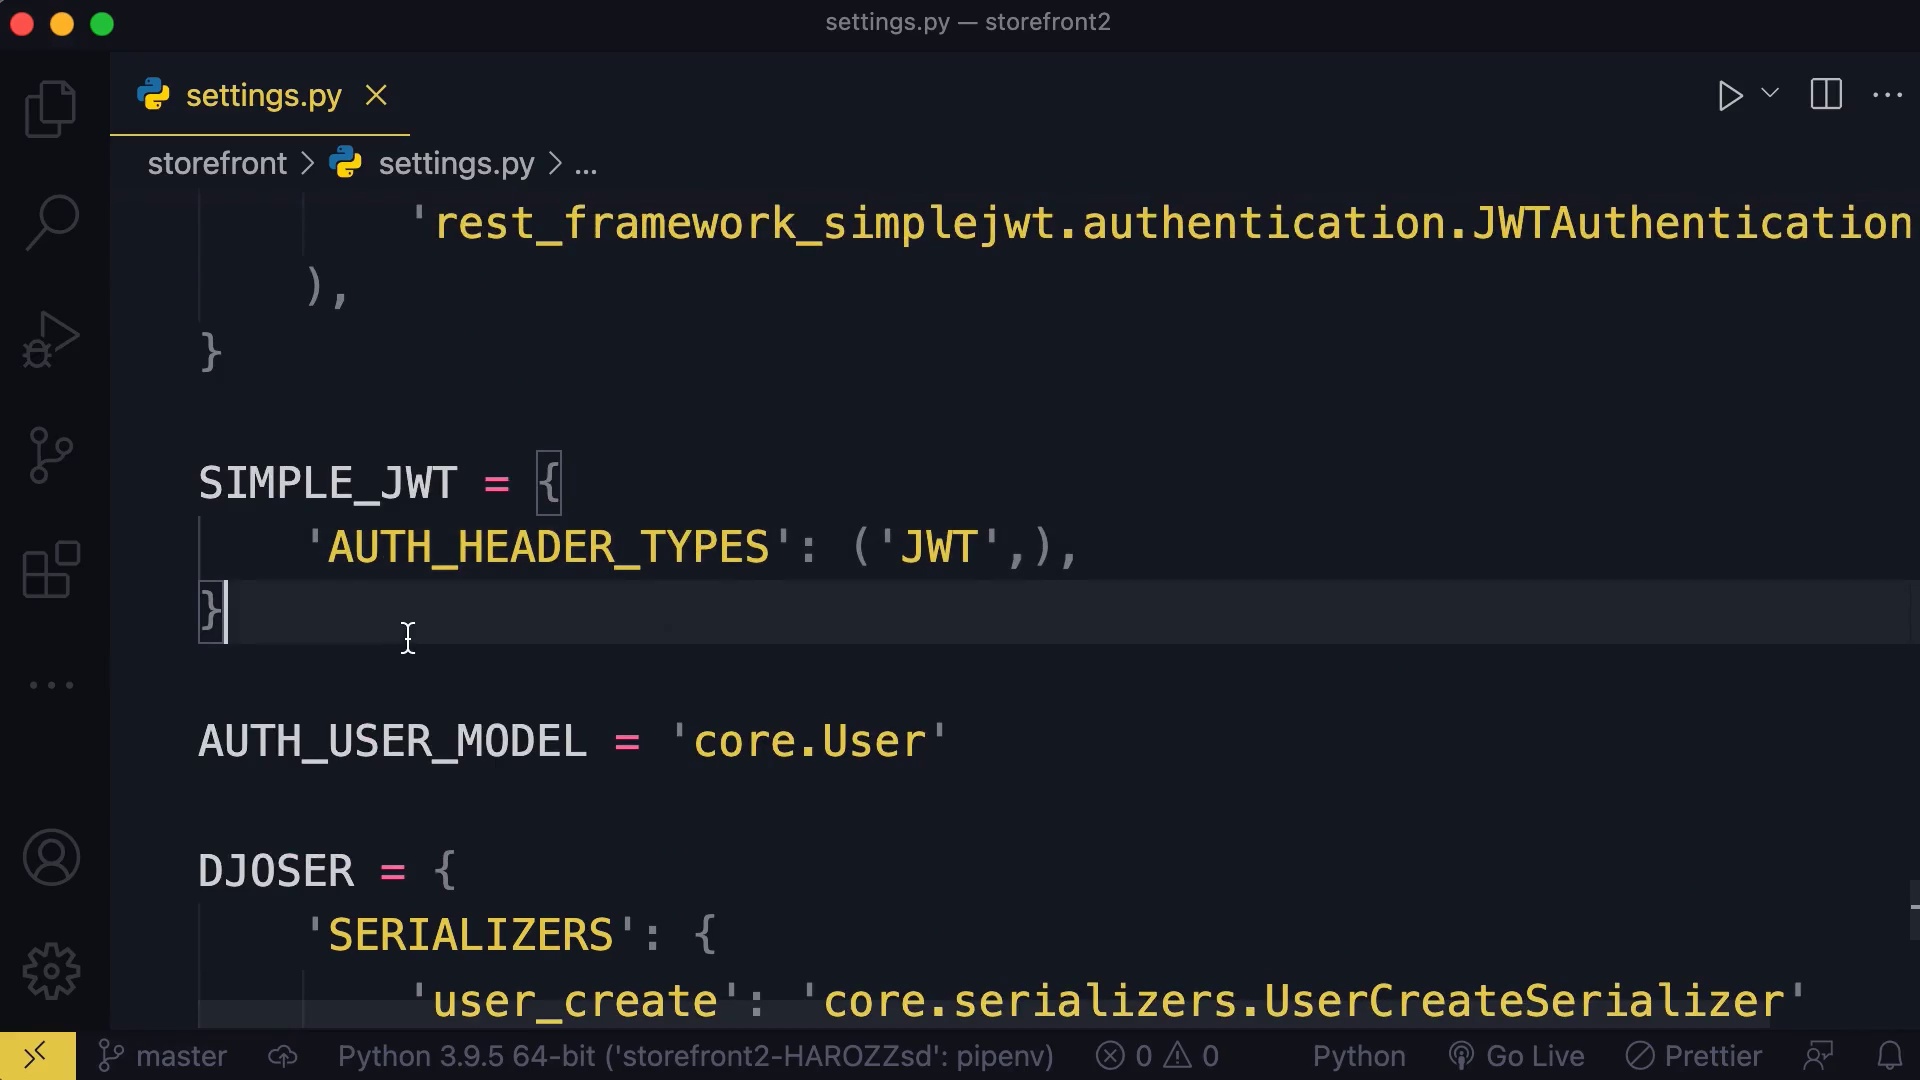 settings.py — storefront2
settings.py
storefront > settings.py > ...
'rest_framework_simplejwt.authentication.JWTAuthentication
),
}
SIMPLE_JWT = {
'AUTH_HEADER_TYPES': ('JWT',),
}
AUTH_USER_MODEL = 'core.User'
DJOSER = {
'SERIALIZERS': {
'user_create': 'core.serializers.UserCreateSerializer'
master Python 3.9.5 64-bit ('storefront2-HAROZZsd': pipenv) 0 0 Python Go Live Prettier